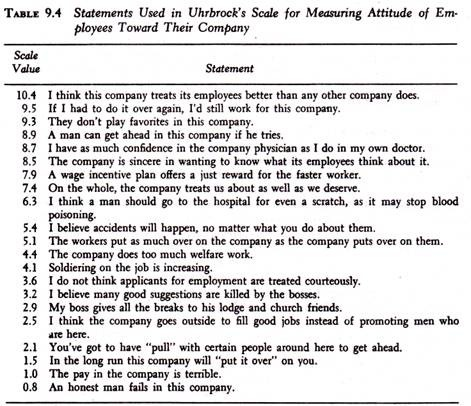 TABLE 9.4 Statements Used in Uhrbrock's Scale for Measuring Attitude of Em-
ployees Toward Their Company
Scale
Value Statement
10.4 I think this company treats its employees better than any other company does.
9.5 If I had to do it over again, I'd still work for this company.
9.3 They don't play favorites in this company.
8.9 A man can get ahead in this company if he tries.
8.7 I have as much confidence in the company physician as I do in my own doctor.
8.5 The company is sincere in wanting to know what its employees think about it.
7.9 A wage incentive plan offers a just reward for the faster worker.
7.4 On the whole, the company treats us about as well as we deserve.
6.3 I think a man should go to the hospital for even a scratch, as it may stop blood
poisoning.
5.4 I believe accidents will happen, no matter what you do about them.
5.1 The workers put as much over on the company as the company puts over on them.
4.4 The company does too much welfare work.
4.1 Soldiering on the job is increasing.
3.6 I do not think applicants for employment are treated courteously.
3.2 I believe many good suggestions are killed by the bosses.
2.9 My boss gives all the breaks to his lodge and church friends.
2.5 I think the company goes outside to fill good jobs instead of promoting men who
are here.
2.1 You've got to have "pull" with certain people around here to get ahead.
1.5 In the long run this company will "put it over" on you.
1.0 The pay in the company is terrible.
0.8 An honest man fails in this company.